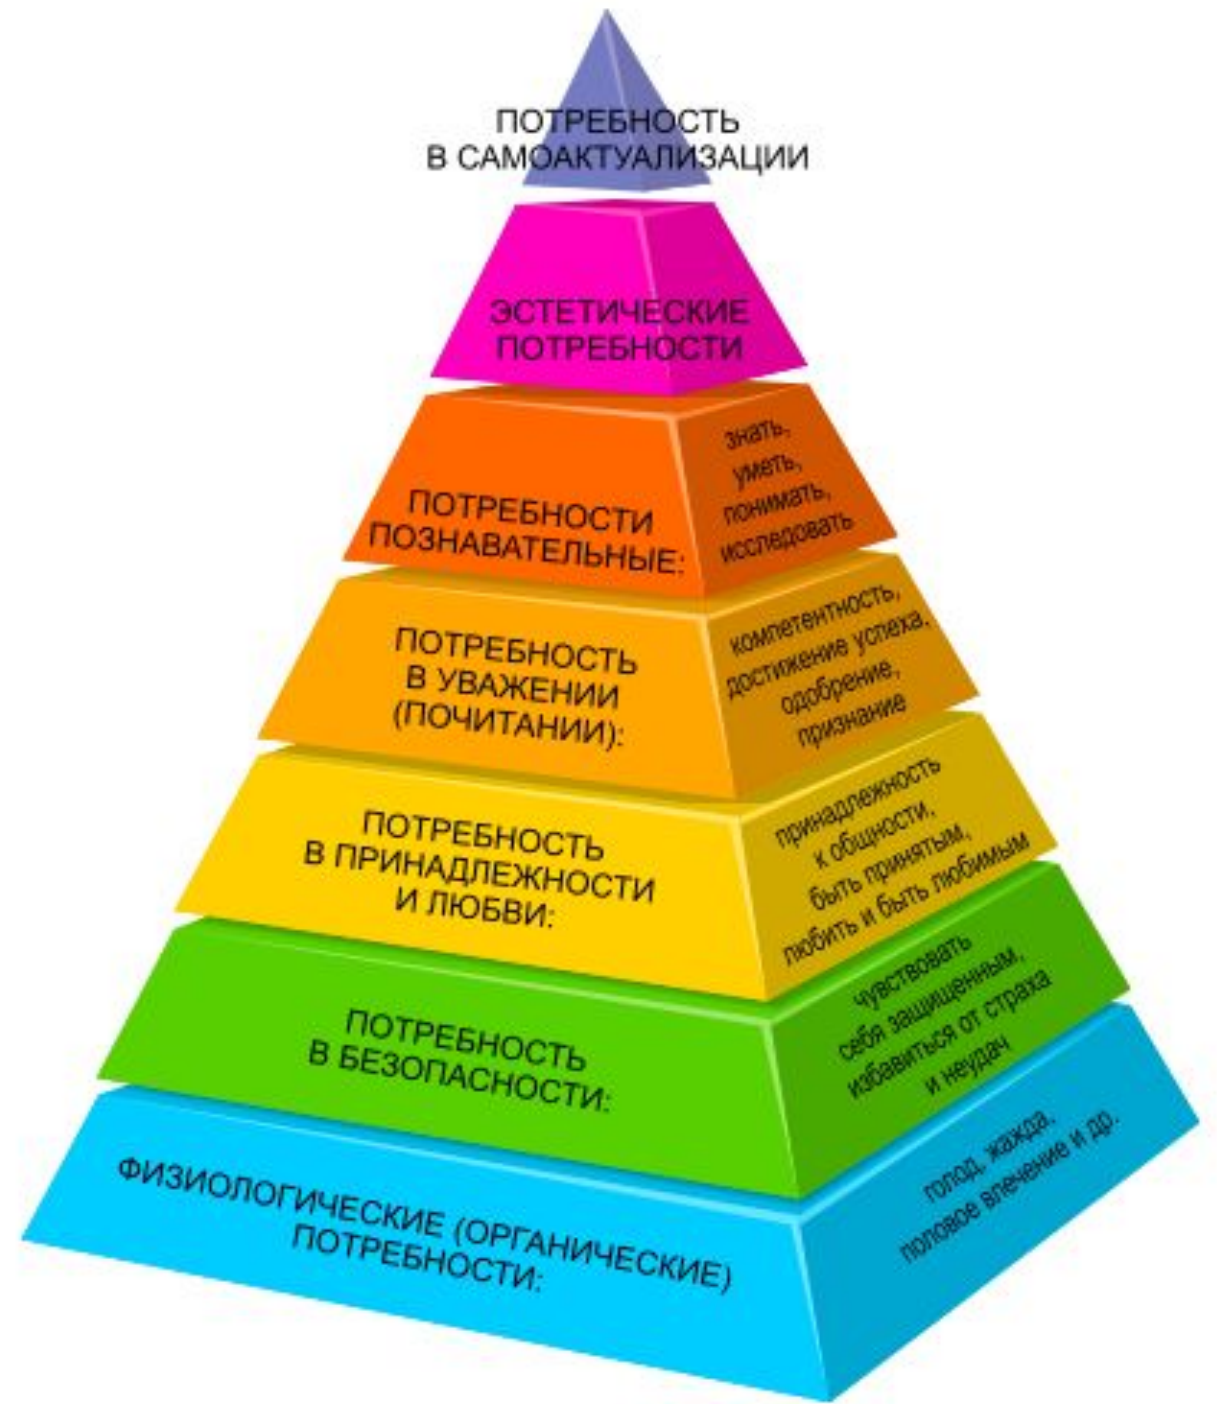 ПОТРЕБНОСТЬ
В САМОАКТУАЛИЗАЦИИ
ЭСТЕТИЧЕСКИЕ
ПОТРЕБНОСТИ
ПОТРЕБНОСТИ
ПОЗНАВАТЕЛЬНЫЕ:
знать,
уметь,
понимать,
исследовать
ПОТРЕБНОСТЬ
В УВАЖЕНИИ
(ПОЧИТАНИИ):
компетентность,
достижение успеха,
одобрение,
признание
ПОТРЕБНОСТЬ
В ПРИНАДЛЕЖНОСТИ
И ЛЮБВИ:
принадлежность
к общности,
быть принятым,
любить и быть любимым
ПОТРЕБНОСТЬ
В БЕЗОПАСНОСТИ:
чувствовать
себя защищенным,
избавиться от страха
и неудач
ФИЗИОЛОГИЧЕСКИЕ (ОРГАНИЧЕСКИЕ)
ПОТРЕБНОСТИ:
голод, жажда,
половое влечение и др.